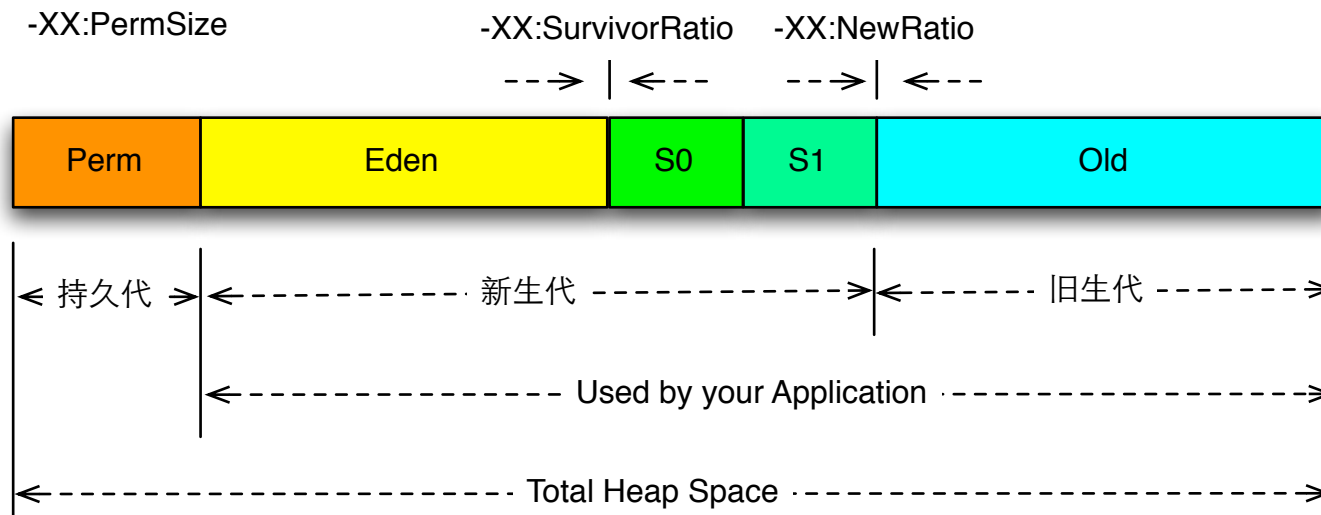 -XX:PermSize -XX:SurvivorRatio -XX:NewRatio
Perm Eden S0 S1 Old
持久代 新生代 旧生代
Used by your Application
Total Heap Space